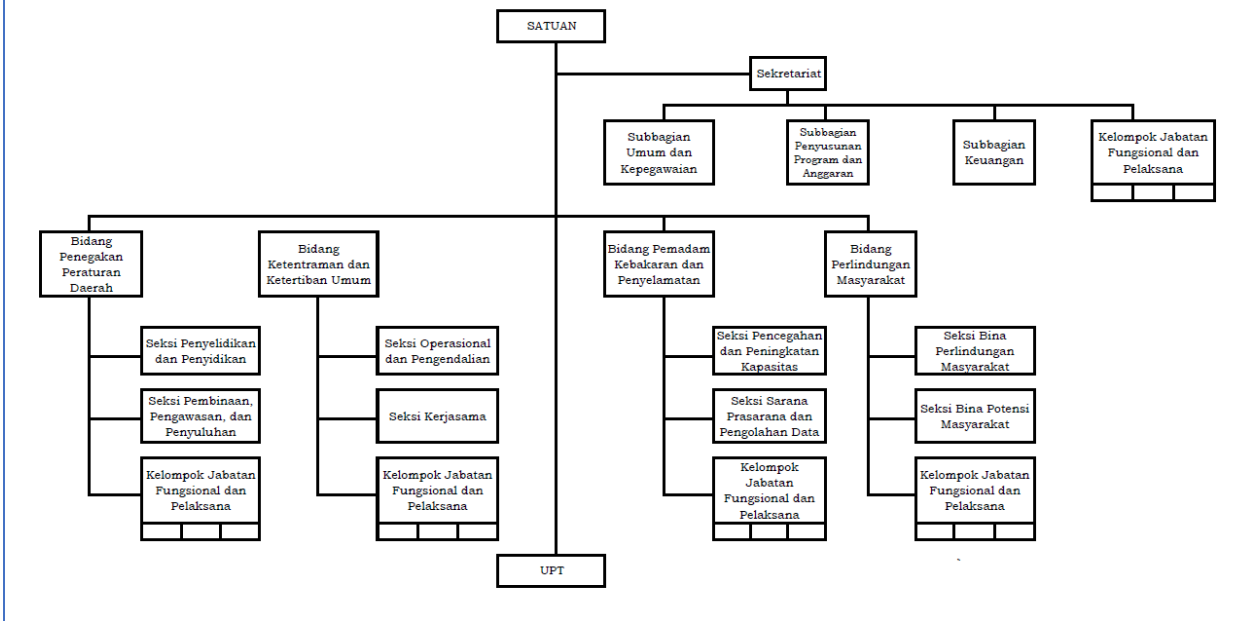 SATUAN
Sekretariat
Subbagian
Umum dan
Kepegawaian
Subbagian
Penyusunan
Program dan
Anggaran
Subbagian
Keuangan
Kelompok Jabatan
Fungsional dan
Pelaksana
Bidang
Penegakan
Peraturan
Daerah
Bidang
Ketentraman dan
Ketertiban Umum
Bidang Pemadam
Kebakaran dan
Penyelamatan
Bidang
Perlindungan
Masyarakat
Seksi Penyelidikan
dan Penyidikan
Seksi Operasional
dan Pengendalian
Seksi Pencegahan
dan Peningkatan
Kapasitas
Seksi Bina
Perlindungan
Masyarakat
Seksi Pembinaan,
Pengawasan, dan
Penyuluhan
Seksi Kerjasama
Seksi Sarana
Prasarana dan
Pengolahan Data
Seksi Bina Potensi
Masyarakat
Kelompok Jabatan
Fungsional dan
Pelaksana
Kelompok Jabatan
Fungsional dan
Pelaksana
Kelompok
Jabatan
Fungsional dan
Pelaksana
Kelompok Jabatan
Fungsional dan
Pelaksana
UPT